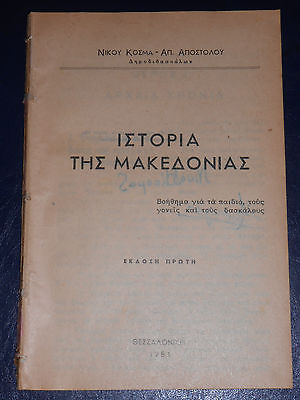 ΝΙΚΟΥ ΚΟΣΜΑ - ΑΠ. ΑΠΟΣΤΟΛΟΥ
Δημοδιδασκάλων
ΙΣΤΟΡΙΑ
ΤΗΣ ΜΑΚΕΔΟΝΙΑΣ
Βοήθημα γιὰ τὰ παιδιά, τοὺς
γονεῖς καὶ τοὺς δασκάλους
ΕΚΔΟΣΗ ΠΡΩΤΗ
ΘΕΣΣΑΛΟΝΙΚΗ
1951